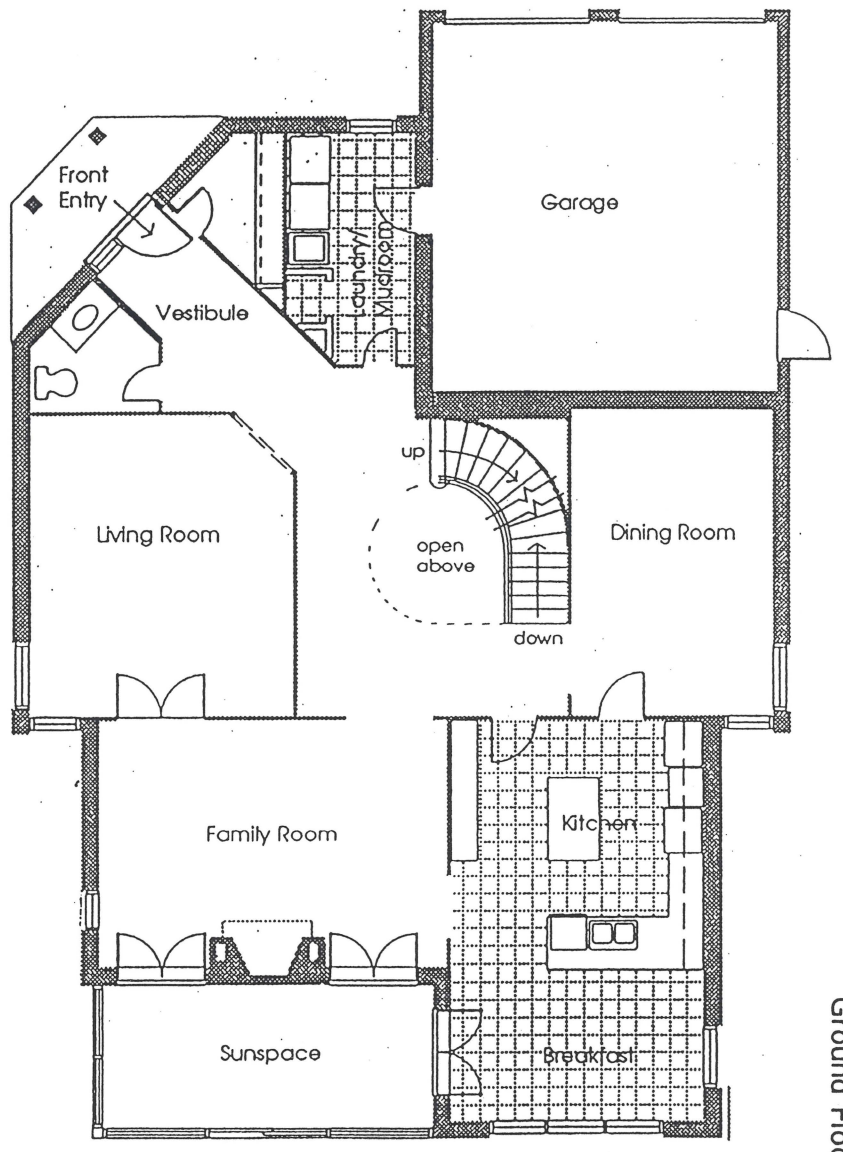 Front
Entry
Garage
Laundry/
Mudroom
Vestibule
up
Living Room
open
above
Dining Room
down
Family Room
Kitchen
Sunspace
Breakfast
Ground